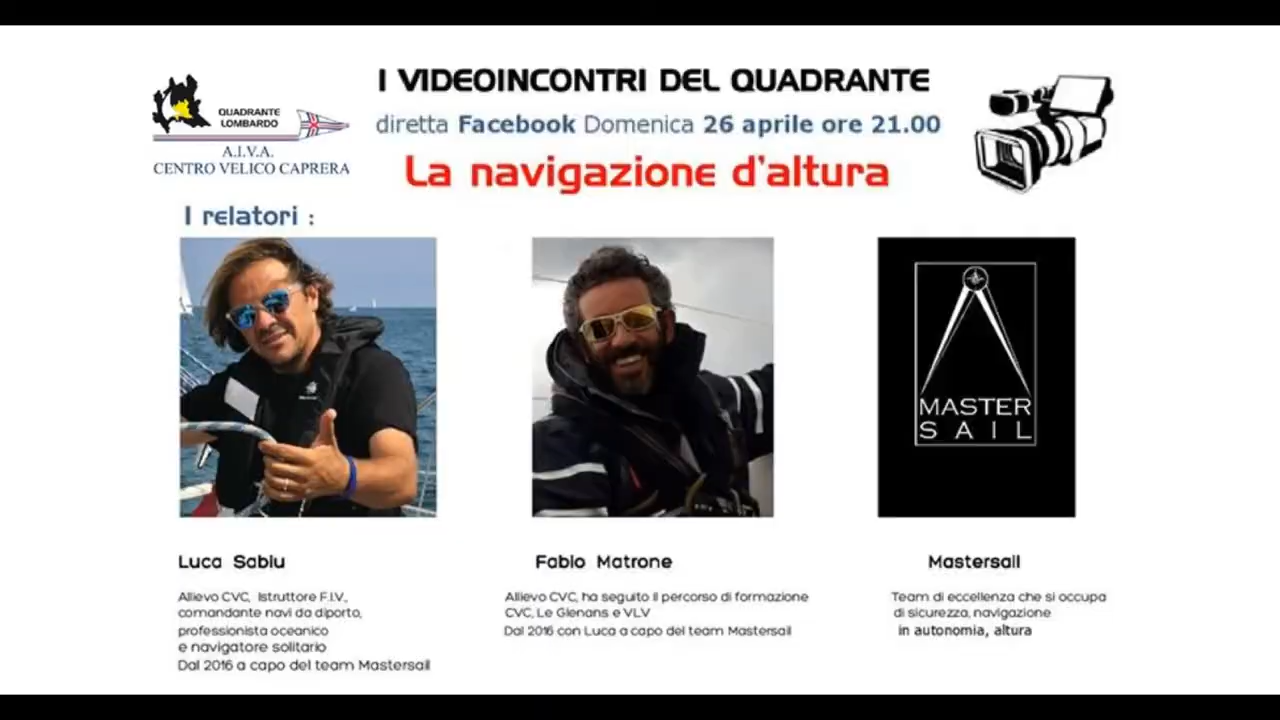 I VIDEOINCONTRI DEL QUADRANTE
QUADRANTE
LOMBARDO
A.I.V.A.
CENTRO VELICO CAPRERA
diretta Facebook Domenica 26 aprile ore 21.00
La navigazione d'altura
I relatori :
MASTER
SAIL
Luca Sabiu
Fabio Matrone
Mastersail
Allievo CVC, Istruttore F.I.V.,
comandante navi da diporto,
professionista oceanico
e navigatore solitario
Dal 2016 a capo del team Mastersail
Allievo CVC, ha seguito il percorso di formazione
CVC, Le Glenans e VLV
Dal 2016 con Luca a capo del team Mastersail
Team di eccellenza che si occupa
di sicurezza, navigazione
in autonomia, altura